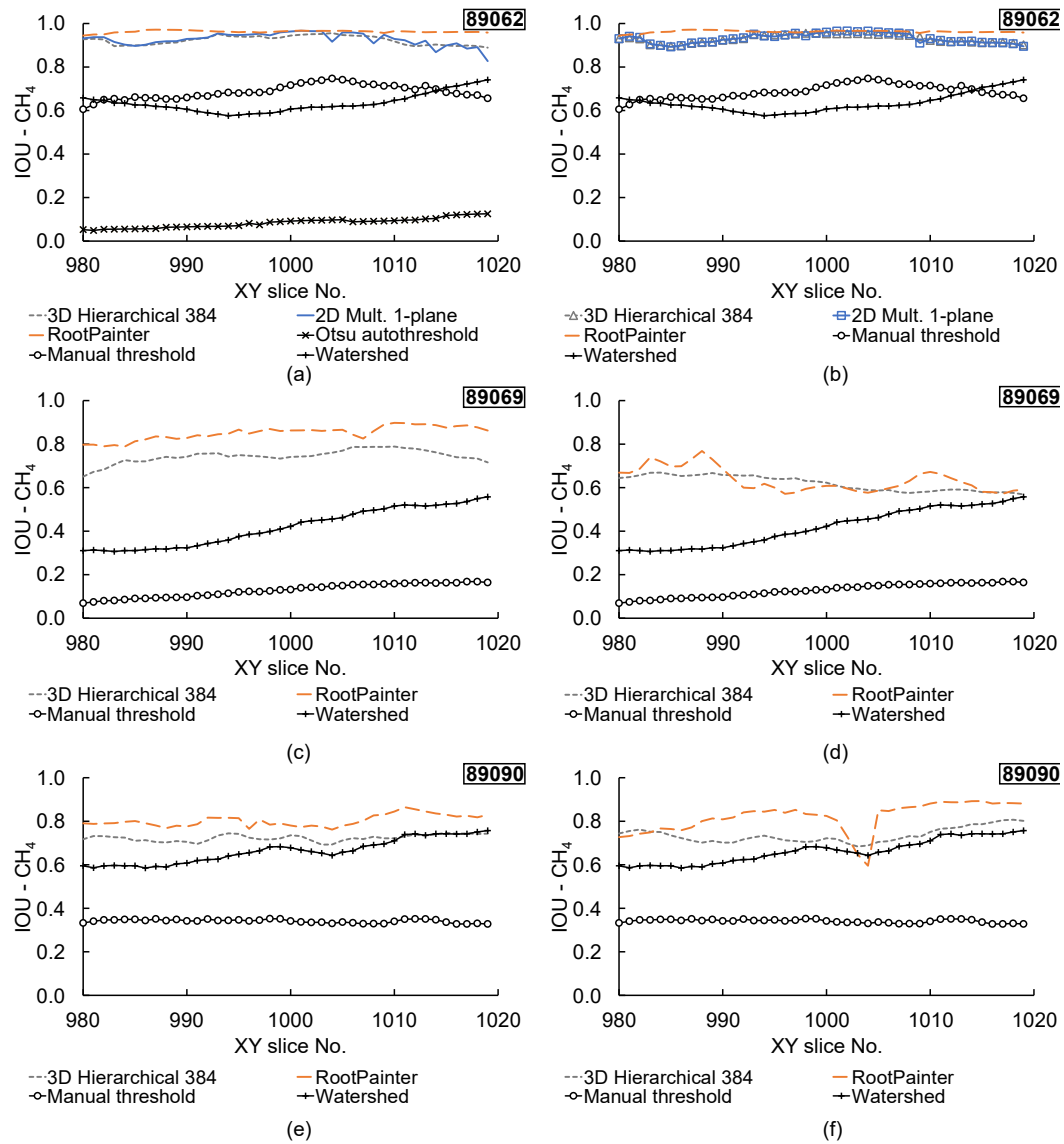 89062
1.0
0.8
0.6
0.4
0.2
0.0
IOU - CH4
980 990 1000 1010 1020
XY slice No.
3D Hierarchical 384 2D Mult. 1-plane
RootPainter Otsu autothreshold
Manual threshold Watershed
(a)
89062
1.0
0.8
0.6
0.4
0.2
0.0
IOU - CH4
980 990 1000 1010 1020
XY slice No.
3D Hierarchical 384 2D Mult. 1-plane
RootPainter Manual threshold
Watershed
(b)
89069
1.0
0.8
0.6
0.4
0.2
0.0
IOU - CH4
980 990 1000 1010 1020
XY slice No.
3D Hierarchical 384 RootPainter
Manual threshold Watershed
(c)
89069
1.0
0.8
0.6
0.4
0.2
0.0
IOU - CH4
980 990 1000 1010 1020
XY slice No.
3D Hierarchical 384 RootPainter
Manual threshold Watershed
(d)
89090
1.0
0.8
0.6
0.4
0.2
0.0
IOU - CH4
980 990 1000 1010 1020
XY slice No.
3D Hierarchical 384 RootPainter
Manual threshold Watershed
(e)
89090
1.0
0.8
0.6
0.4
0.2
0.0
IOU - CH4
980 990 1000 1010 1020
XY slice No.
3D Hierarchical 384 RootPainter
Manual threshold Watershed
(f)